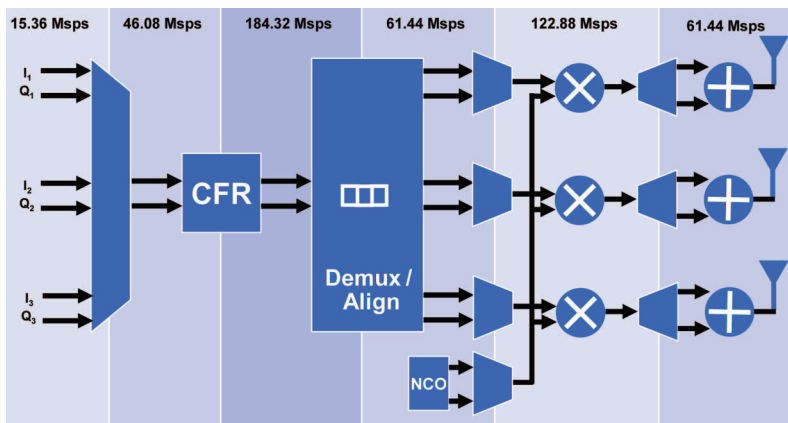 15.36 Msps 46.08 Msps 184.32 Msps 61.44 Msps 122.88 Msps 61.44 Msps
I₁
Q₁
I₂
Q₂
I₃
Q₃
CFR
Demux /
Align
NCO